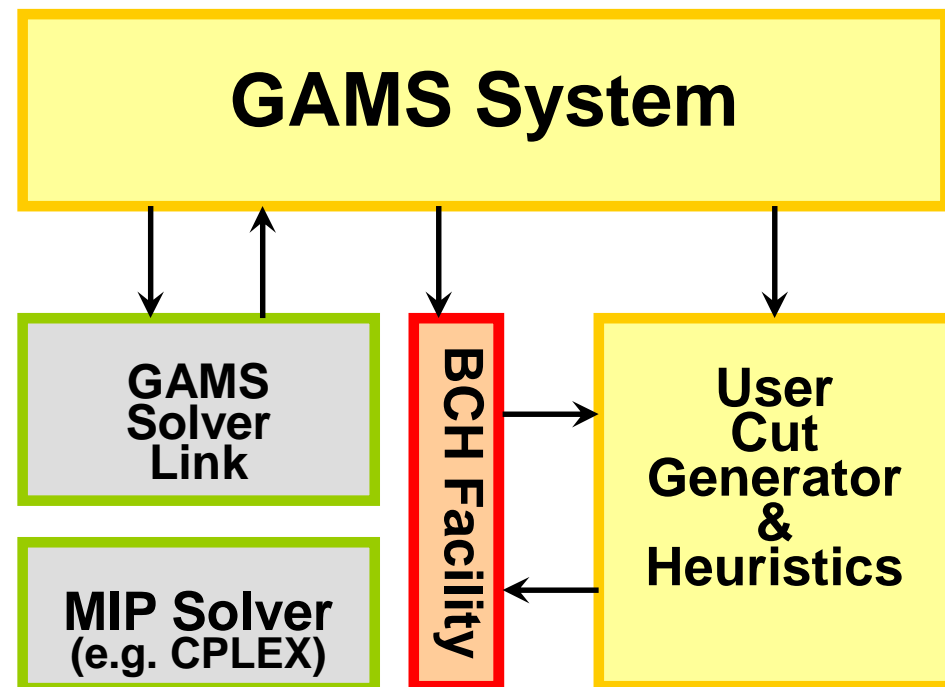 GAMS System
GAMS
Solver
Link
MIP Solver
(e.g. CPLEX)
BCH Facility
User
Cut
Generator
&
Heuristics